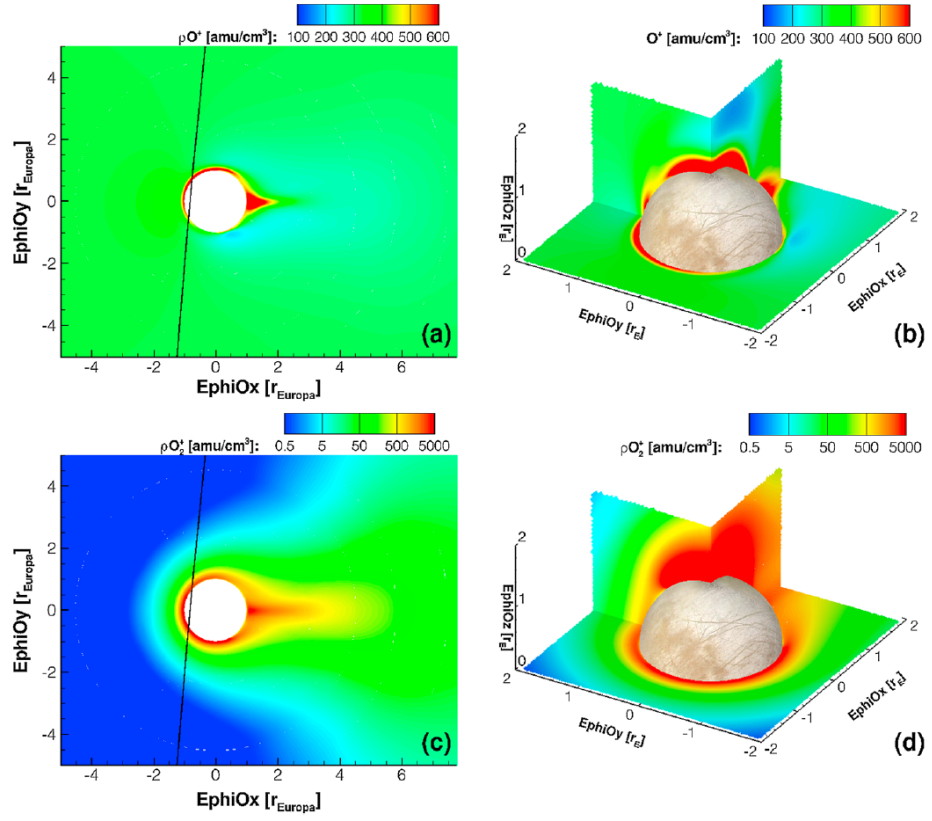 ρO⁺ [amu/cm³]: 100 200 300 400 500 600
4
2
0
-2
-4
EphiOy [r_Europa]
-4 -2 0 2 4 6
EphiOx [r_Europa]
(a)
O⁺ [amu/cm³]: 100 200 300 400 500 600
2
1
0
EphiOz [r_E]
2 1 0 -1 -2
EphiOy [r_E]
-2 -1 0 1 2
EphiOx [r_E]
(b)
ρO₂⁺ [amu/cm³]: 0.5 5 50 500 5000
4
2
0
-2
-4
EphiOy [r_Europa]
-4 -2 0 2 4 6
EphiOx [r_Europa]
(c)
ρO₂⁺ [amu/cm³]: 0.5 5 50 500 5000
2
1
0
EphiOz [r_E]
2 1 0 -1 -2
EphiOy [r_E]
-2 -1 0 1 2
EphiOx [r_E]
(d)